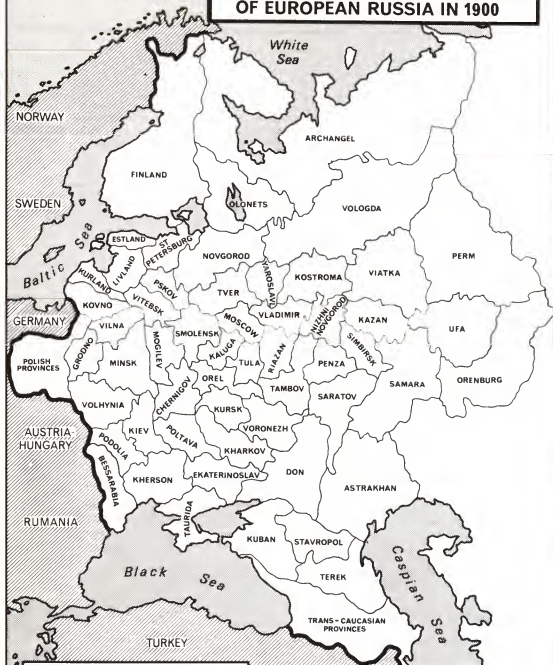 OF EUROPEAN RUSSIA IN 1900
White
Sea
NORWAY
ARCHANGEL
FINLAND
SWEDEN
OLONETS
VOLOGDA
Baltic Sea
ESTLAND
ST
PETERSBURG
LIVLAND
KURLAND
PSKOV
NOVGOROD
YAROSLAVL
KOSTROMA
VIATKA
PERM
TVER
KOVNO
VITEBSK
GERMANY
VILNA
SMOLENSK
MOSCOW
VLADIMIR
NIZHNI
NOVGOROD
KAZAN
UFA
SIMBIRSK
POLISH
PROVINCES
GRODNO
MINSK
MOGILEV
KALUGA
TULA
RIAZAN
PENZA
SAMARA
ORENBURG
OREL
TAMBOV
SARATOV
VOLHYNIA
CHERNIGOV
KURSK
VORONEZH
AUSTRIA-
HUNGARY
KIEV
POLTAVA
KHARKOV
PODOLIA
BESSARABIA
KHERSON
EKATERINOSLAV
DON
ASTRAKHAN
RUMANIA
TAURIDA
KUBAN
STAVROPOL
TEREK
Black Sea
Caspian Sea
TRANS-CAUCASIAN
PROVINCES
TURKEY